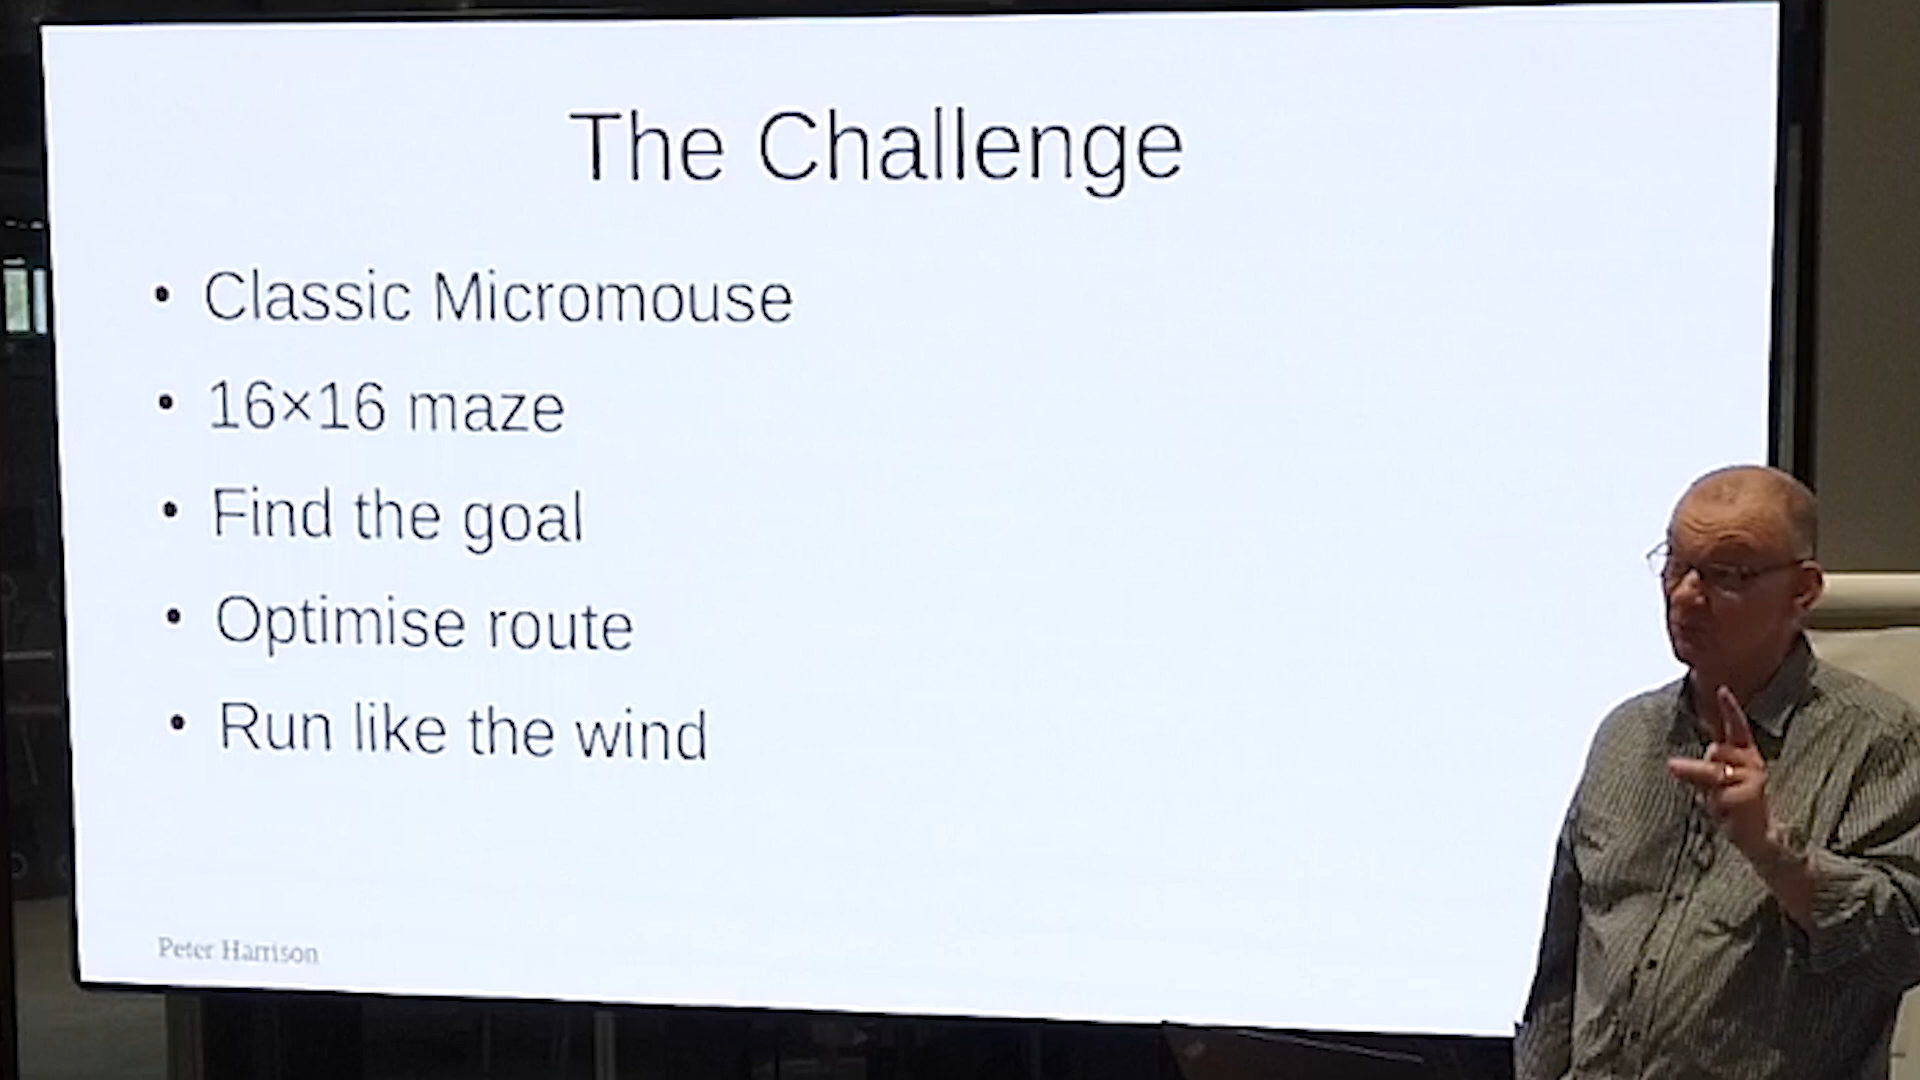 The Challenge
• Classic Micromouse
• 16×16 maze
• Find the goal
• Optimise route
• Run like the wind
Peter Harrison